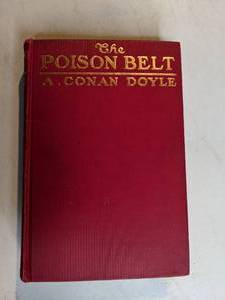 The
POISON BELT
A. CONAN DOYLE